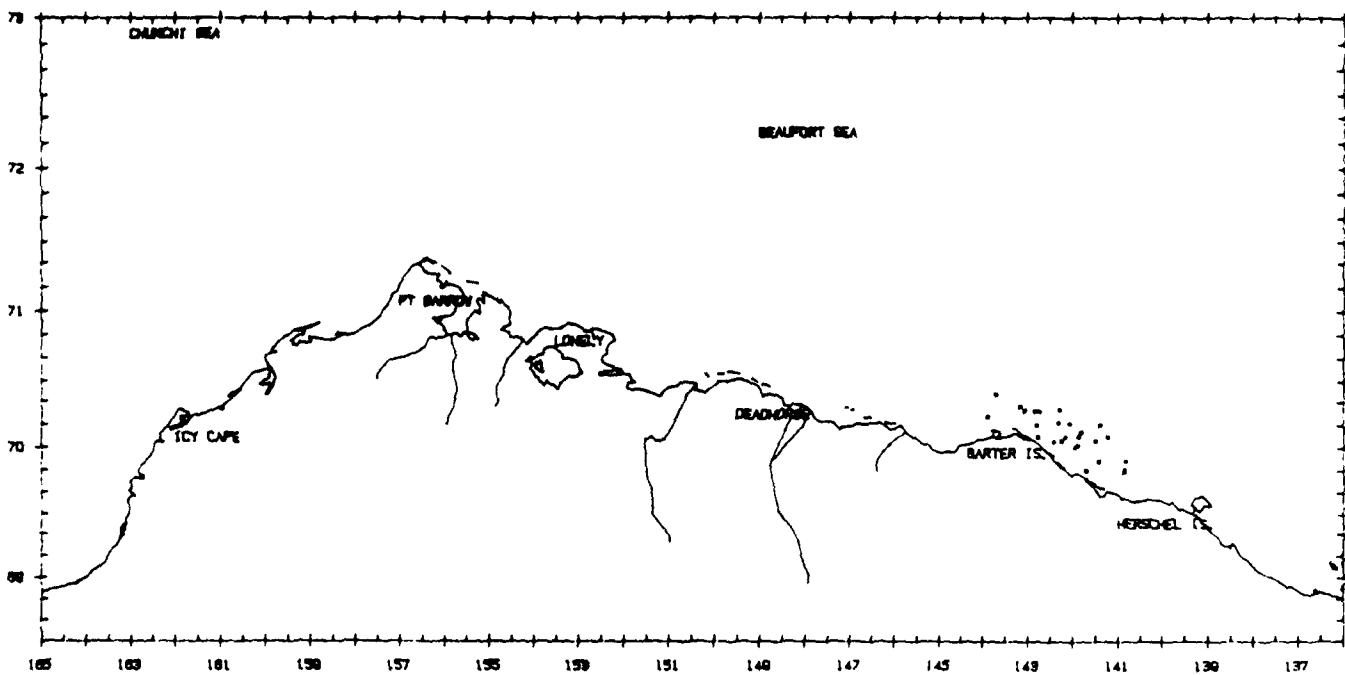 73
CHUKCHI SEA
BEAUFORT SEA
72
PT BARROW
71
LONELY
DEADHORSE
ICY CAPE
70
BARTER IS.
HERSCHEL IS.
69
165 163 161 159 157 155 153 151 149 147 145 143 141 139 137